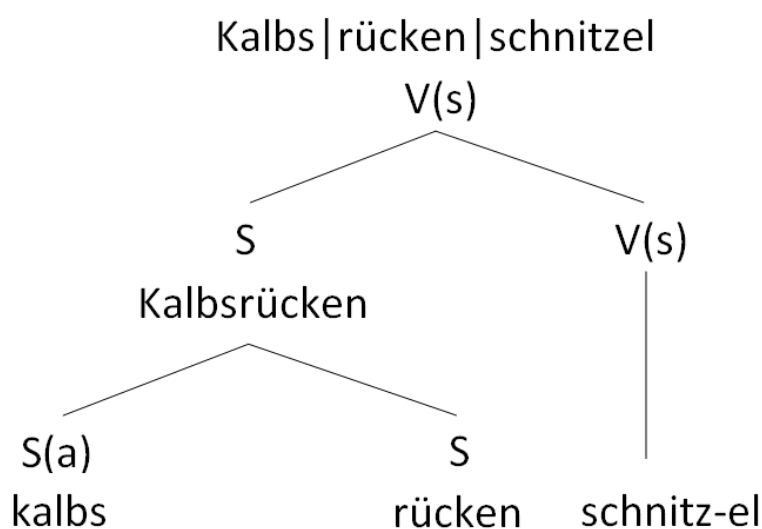 Kalbs|rücken|schnitzel
V(s)
S V(s)
Kalbsrücken
S(a) S
kalbs rücken schnitz-el